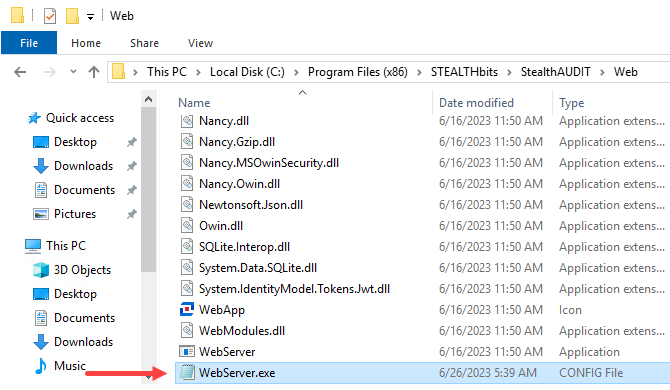 Web
File Home Share View
This PC > Local Disk (C:) > Program Files (x86) > STEALTHbits > StealthAUDIT > Web
Quick access
Desktop
Downloads
Documents
Pictures
This PC
3D Objects
Desktop
Documents
Downloads
Music
Name Date modified Type
Nancy.dll 6/16/2023 11:50 AM Application extens...
Nancy.Gzip.dll 6/16/2023 11:50 AM Application extens...
Nancy.MSOwinSecurity.dll 6/16/2023 11:50 AM Application extens...
Nancy.Owin.dll 6/16/2023 11:50 AM Application extens...
Newtonsoft.Json.dll 6/16/2023 11:50 AM Application extens...
Owin.dll 6/16/2023 11:50 AM Application extens...
SQLite.Interop.dll 6/16/2023 11:50 AM Application extens...
System.Data.SQLite.dll 6/16/2023 11:50 AM Application extens...
System.IdentityModel.Tokens.Jwt.dll 6/16/2023 11:50 AM Application extens...
WebApp 6/16/2023 11:50 AM Icon
WebModules.dll 6/16/2023 11:50 AM Application extens...
WebServer 6/16/2023 11:50 AM Application
WebServer.exe 6/26/2023 5:39 AM CONFIG File